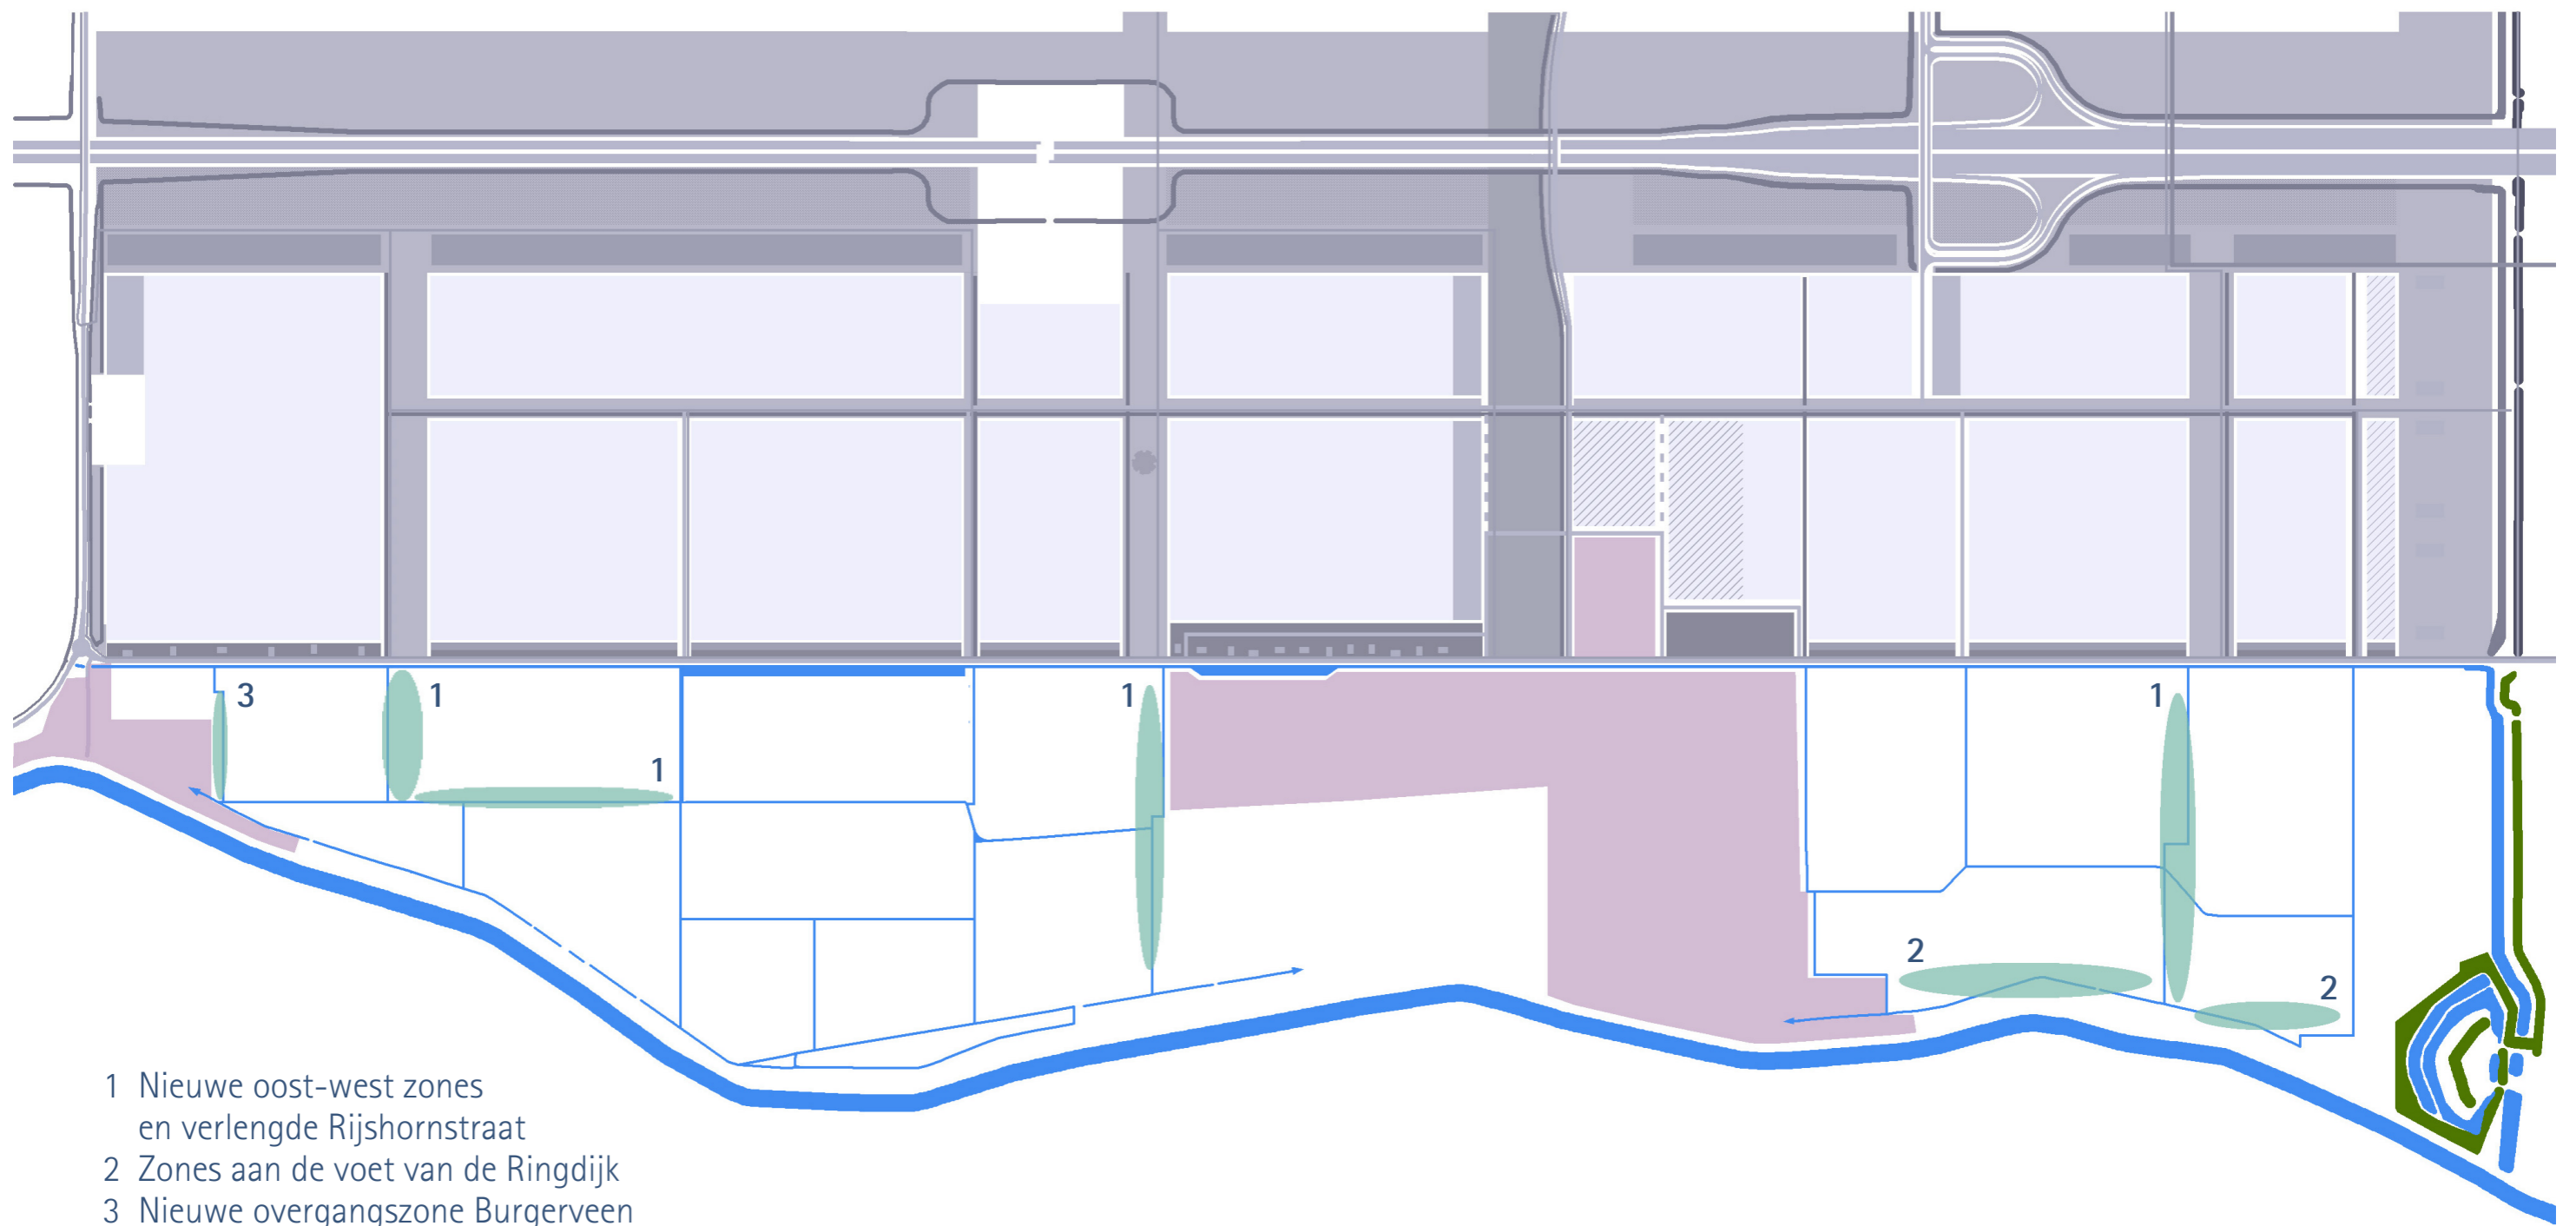 3
1
1
1
1
2
2
1 Nieuwe oost-west zones
en verlengde Rijshornstraat
2 Zones aan de voet van de Ringdijk
3 Nieuwe overgangszone Burgerveen